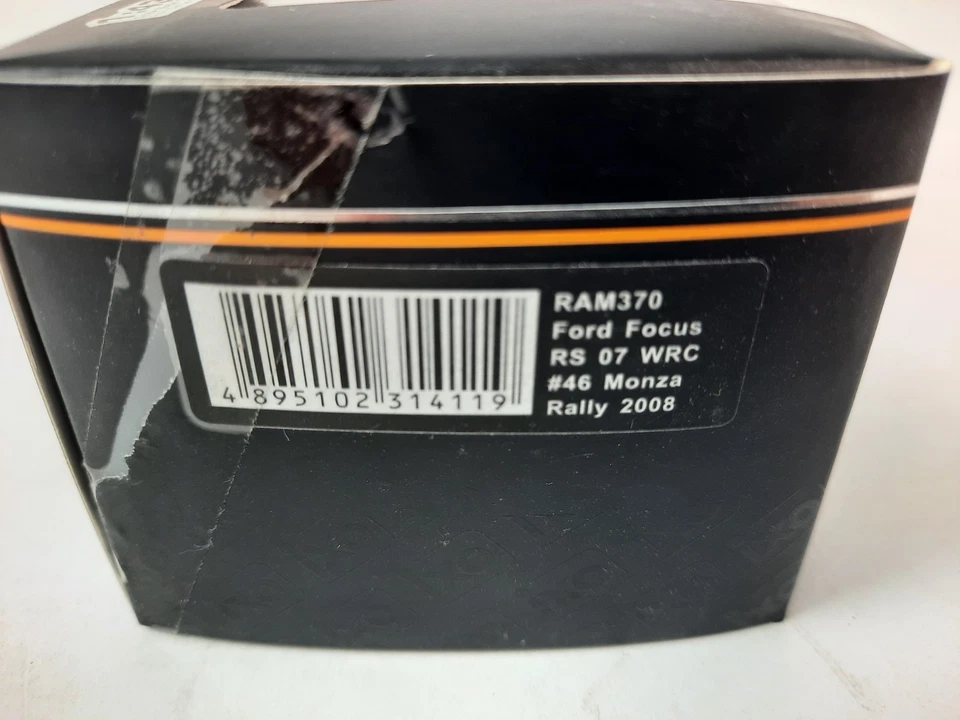 RAM370
Ford Focus
RS 07 WRC
#46 Monza
Rally 2008
4 895102 314119